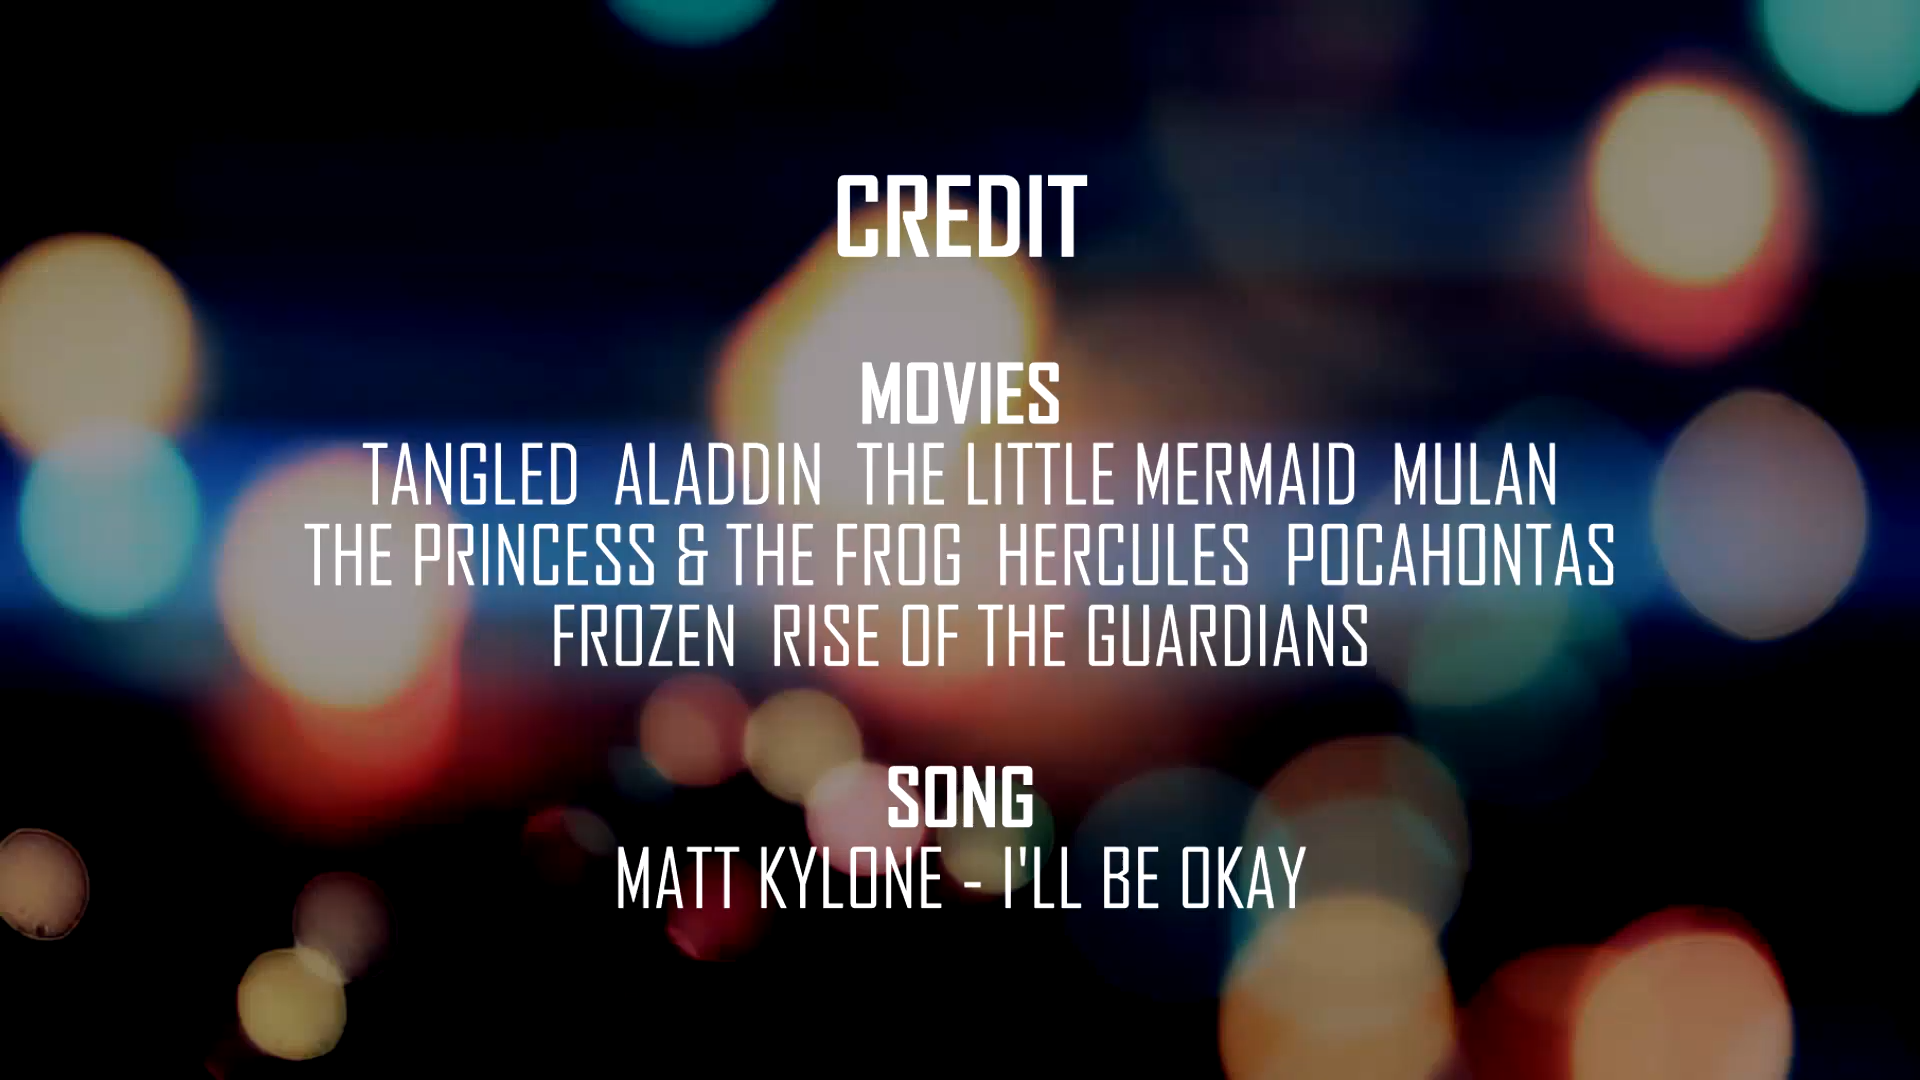 CREDIT
MOVIES
TANGLED ALADDIN THE LITTLE MERMAID MULAN
THE PRINCESS & THE FROG HERCULES POCAHONTAS
FROZEN RISE OF THE GUARDIANS
SONG
MATT KYLONE - I'LL BE OKAY